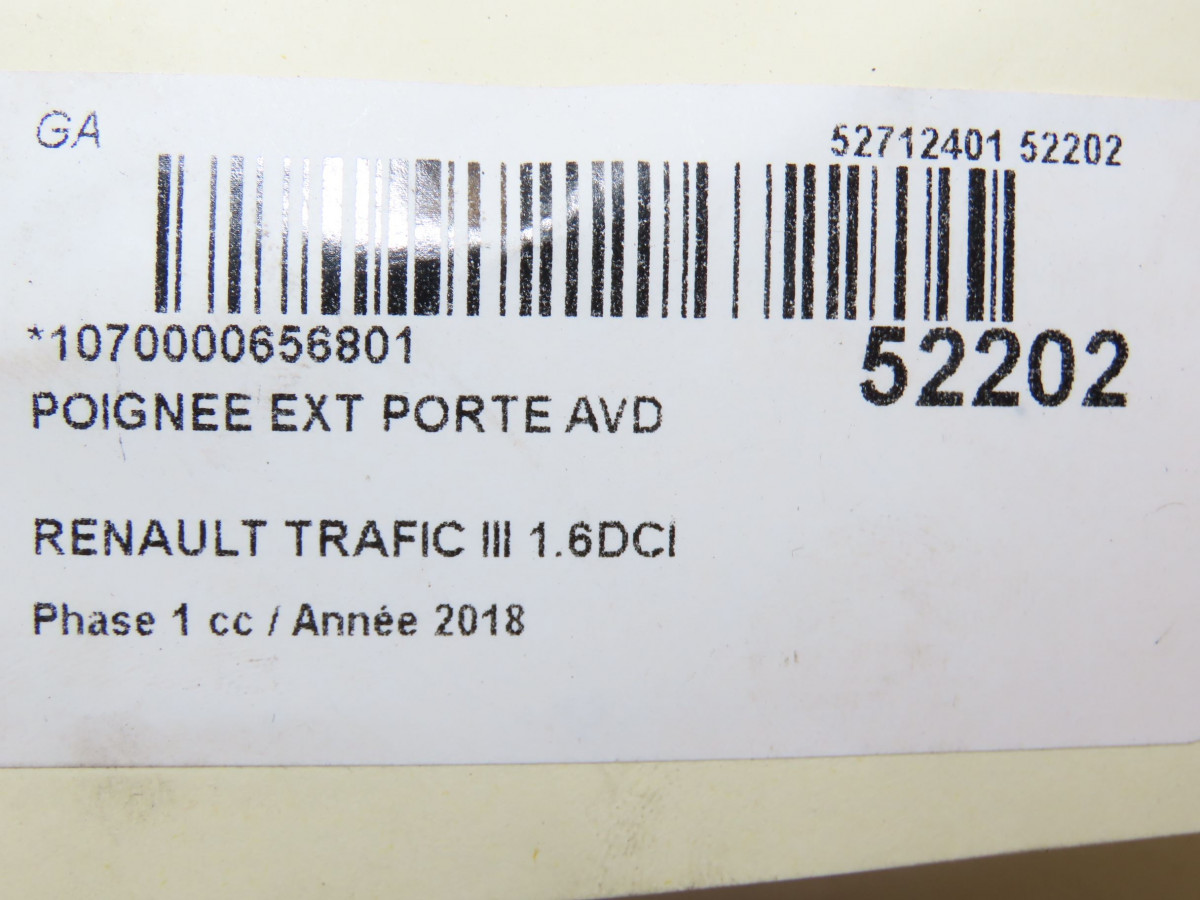 GA
52712401 52202
*1070000656801
52202
POIGNEE EXT PORTE AVD
RENAULT TRAFIC III 1.6DCI
Phase 1 cc / Année 2018